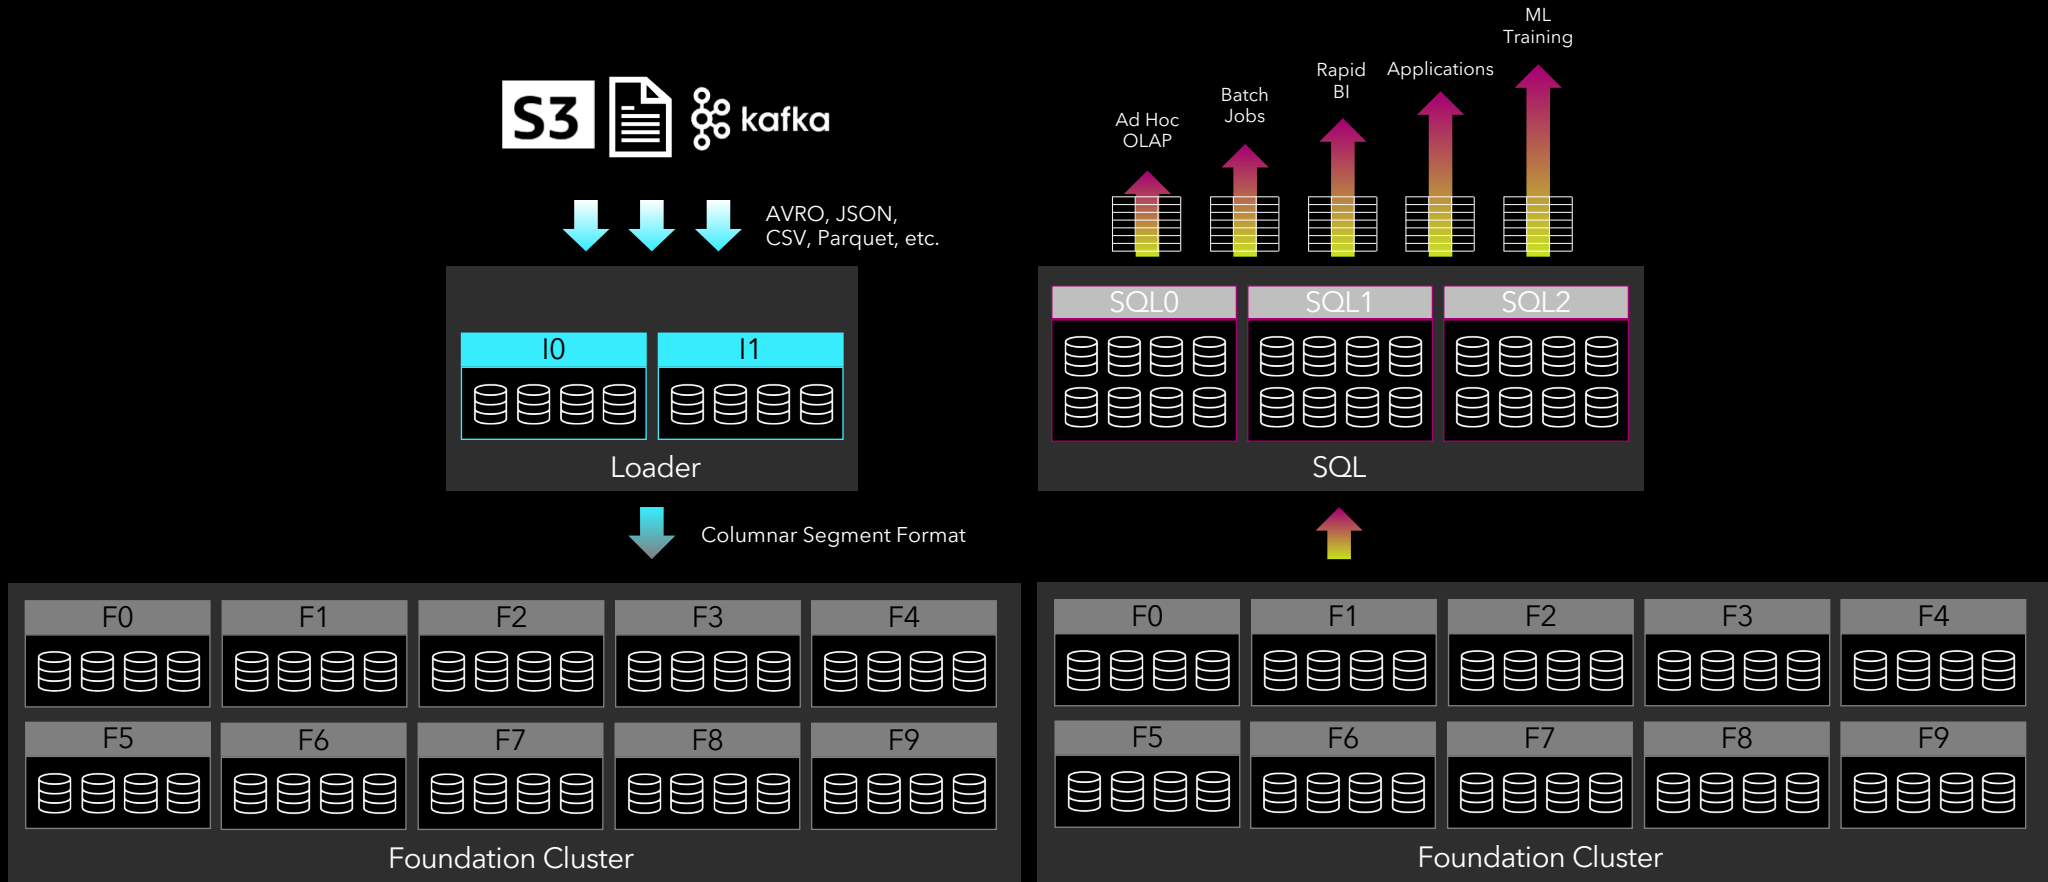 S3
kafka
AVRO, JSON,
CSV, Parquet, etc.
I0
I1
Loader
Columnar Segment Format
F0
F1
F2
F3
F4
F5
F6
F7
F8
F9
Foundation Cluster
Ad Hoc
OLAP
Batch
Jobs
Rapid
BI
Applications
ML
Training
SQL0
SQL1
SQL2
SQL
F0
F1
F2
F3
F4
F5
F6
F7
F8
F9
Foundation Cluster